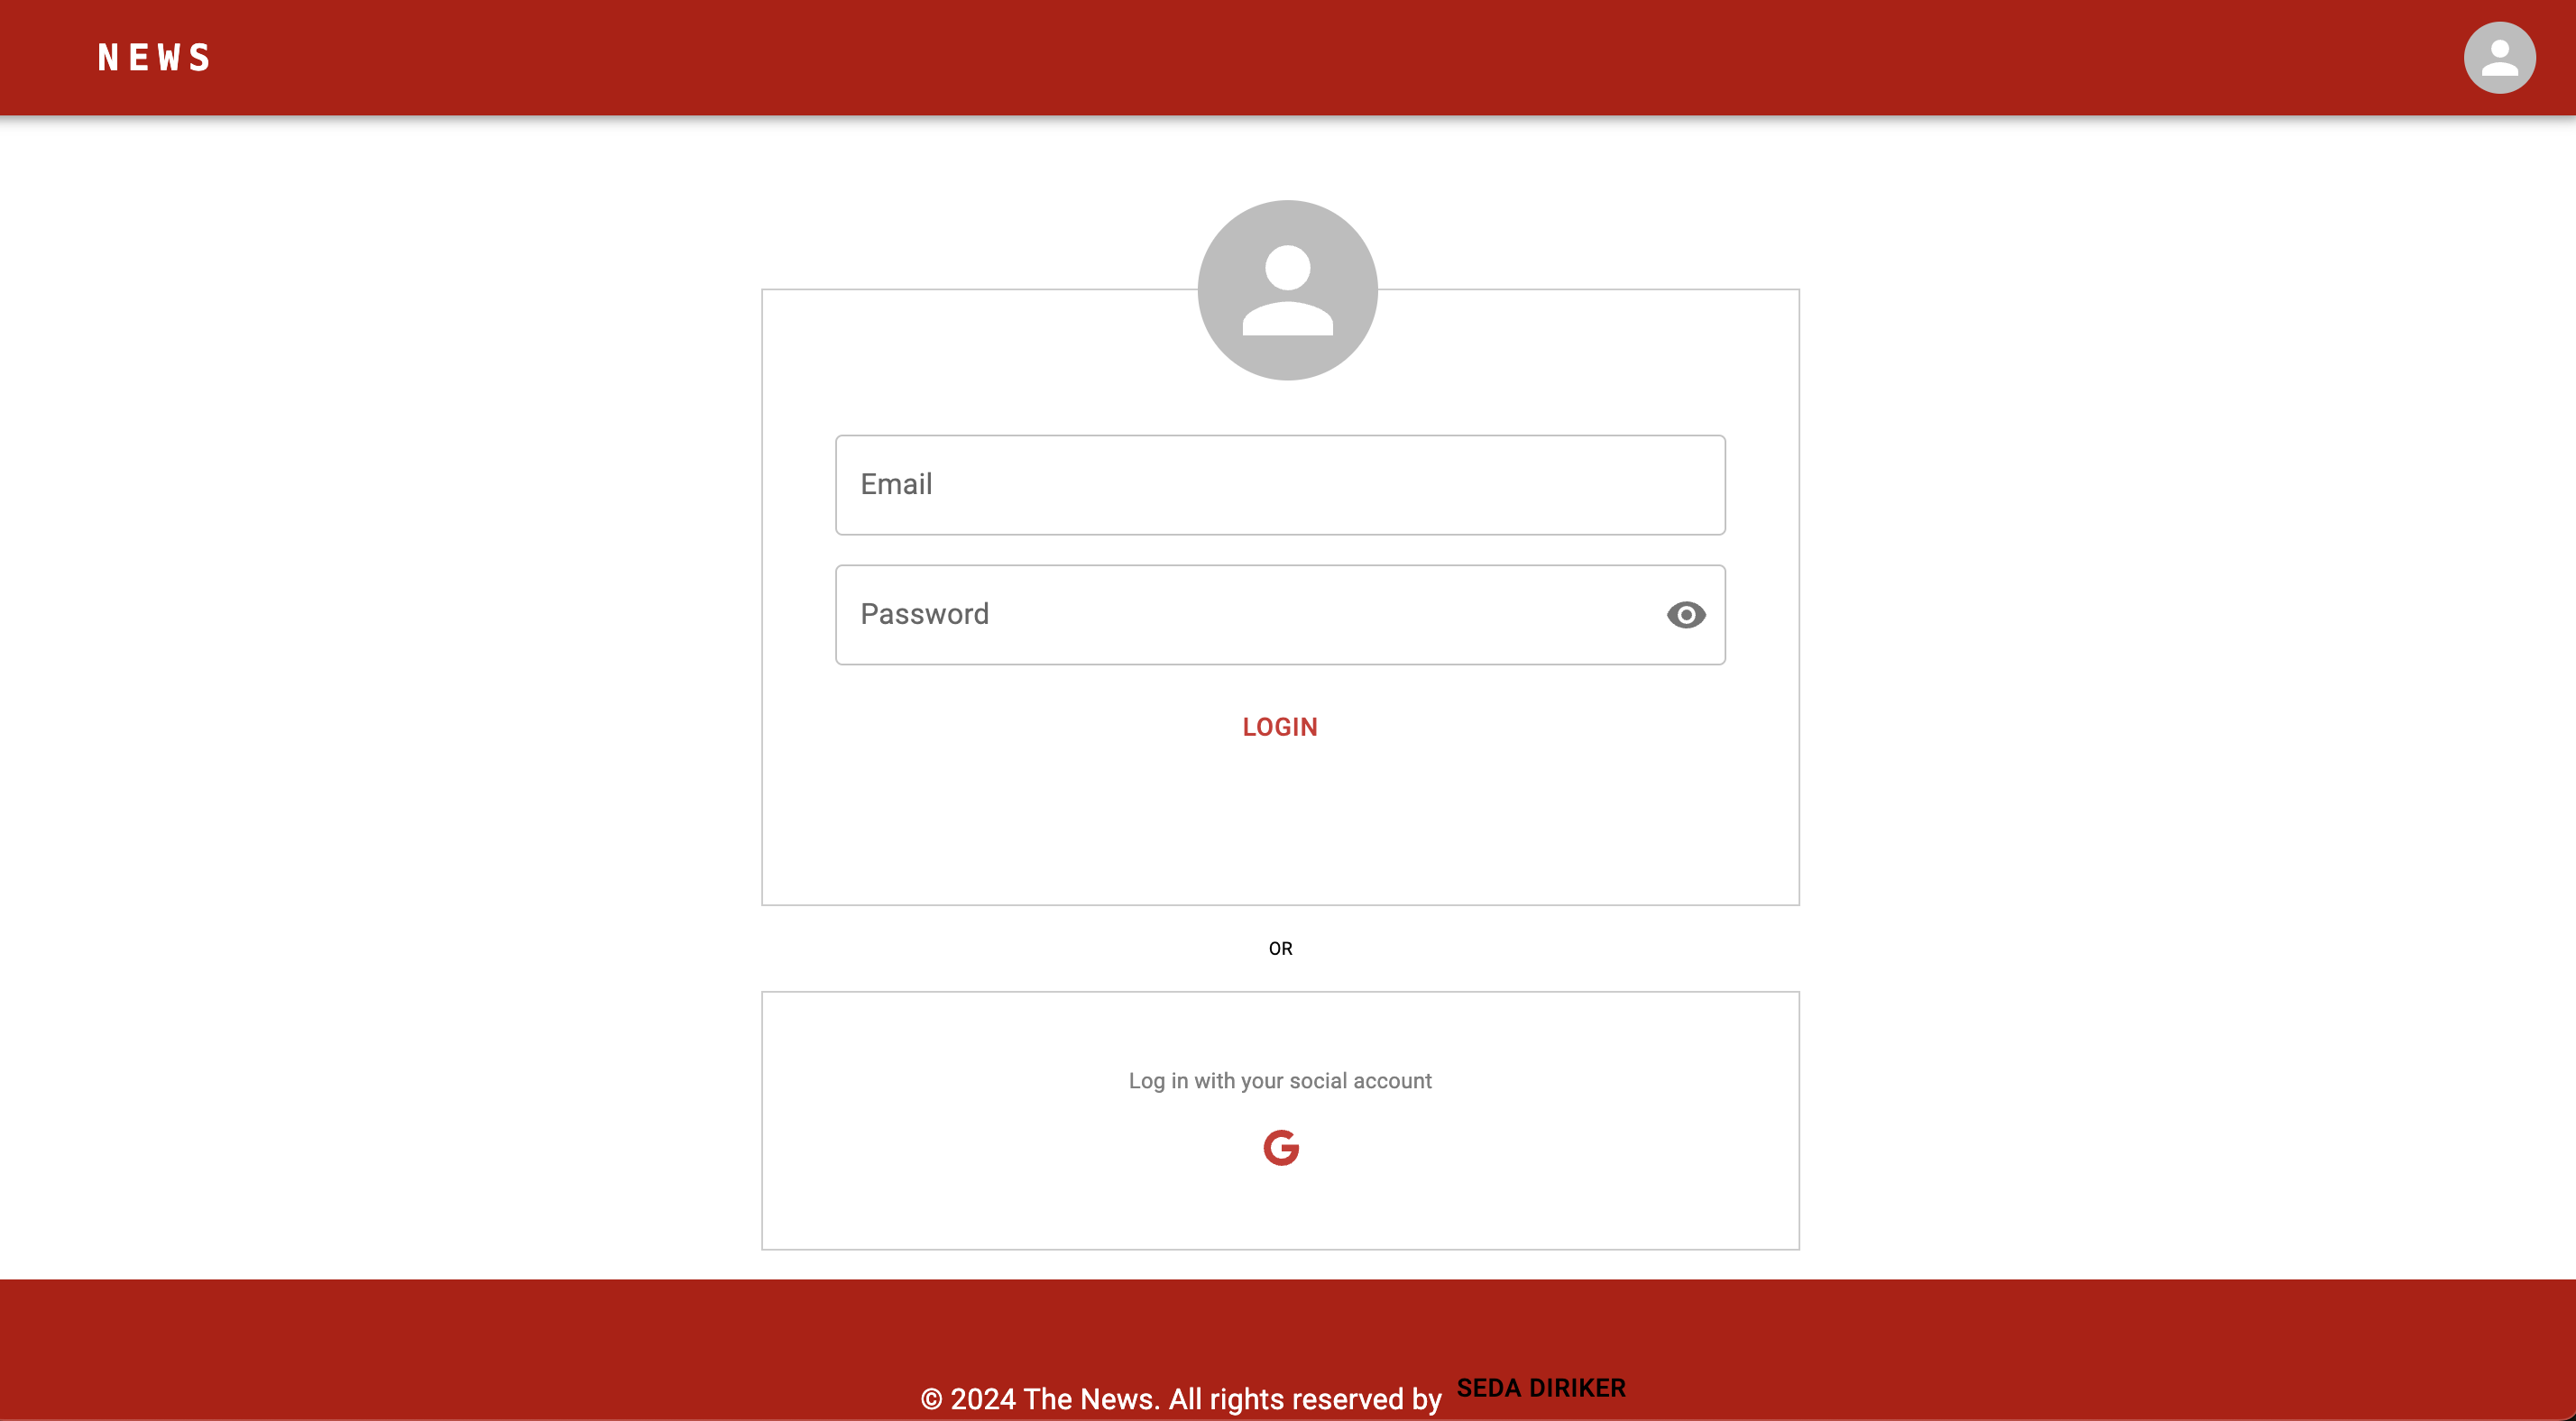 NEWS
Email
Password
LOGIN
OR
Log in with your social account
© 2024 The News. All rights reserved by SEDA DIRIKER